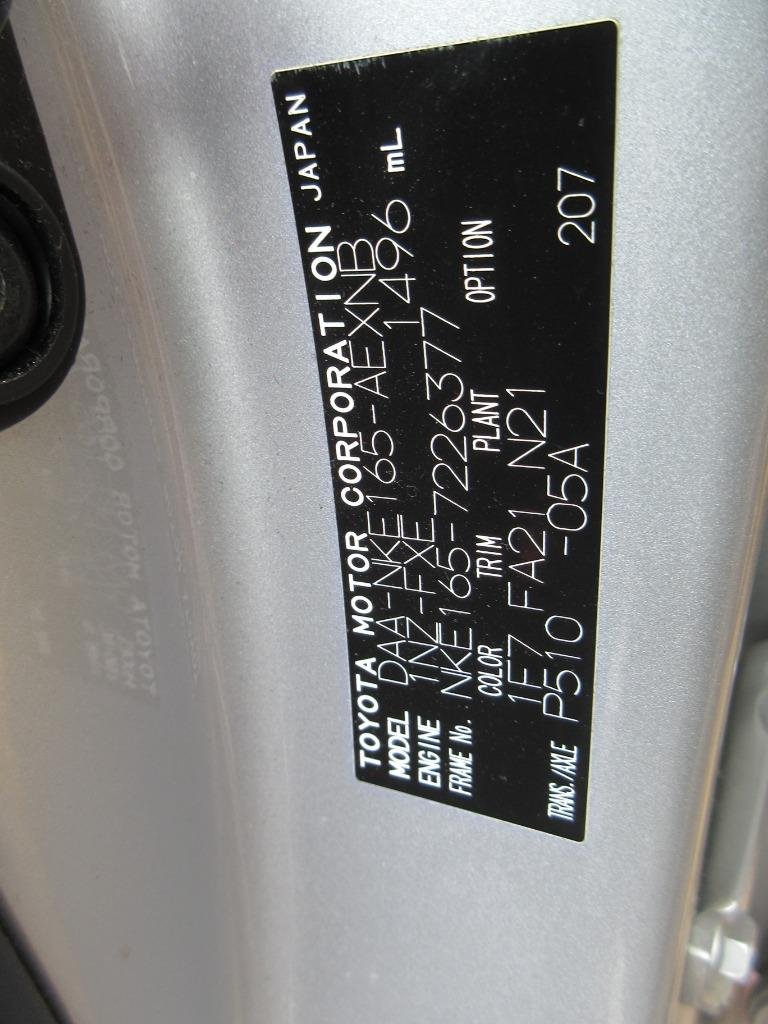 TOYOTA MOTOR CORPORATION JAPAN
MODEL DAA-NKE165-AEXNB
ENGINE 1NZ-FXE 1496 mL
FRAME No. NKE165-7226377
COLOR TRIM PLANT OPTION
1F7 FA21 N21
TRANS./AXLE P510 -05A 207